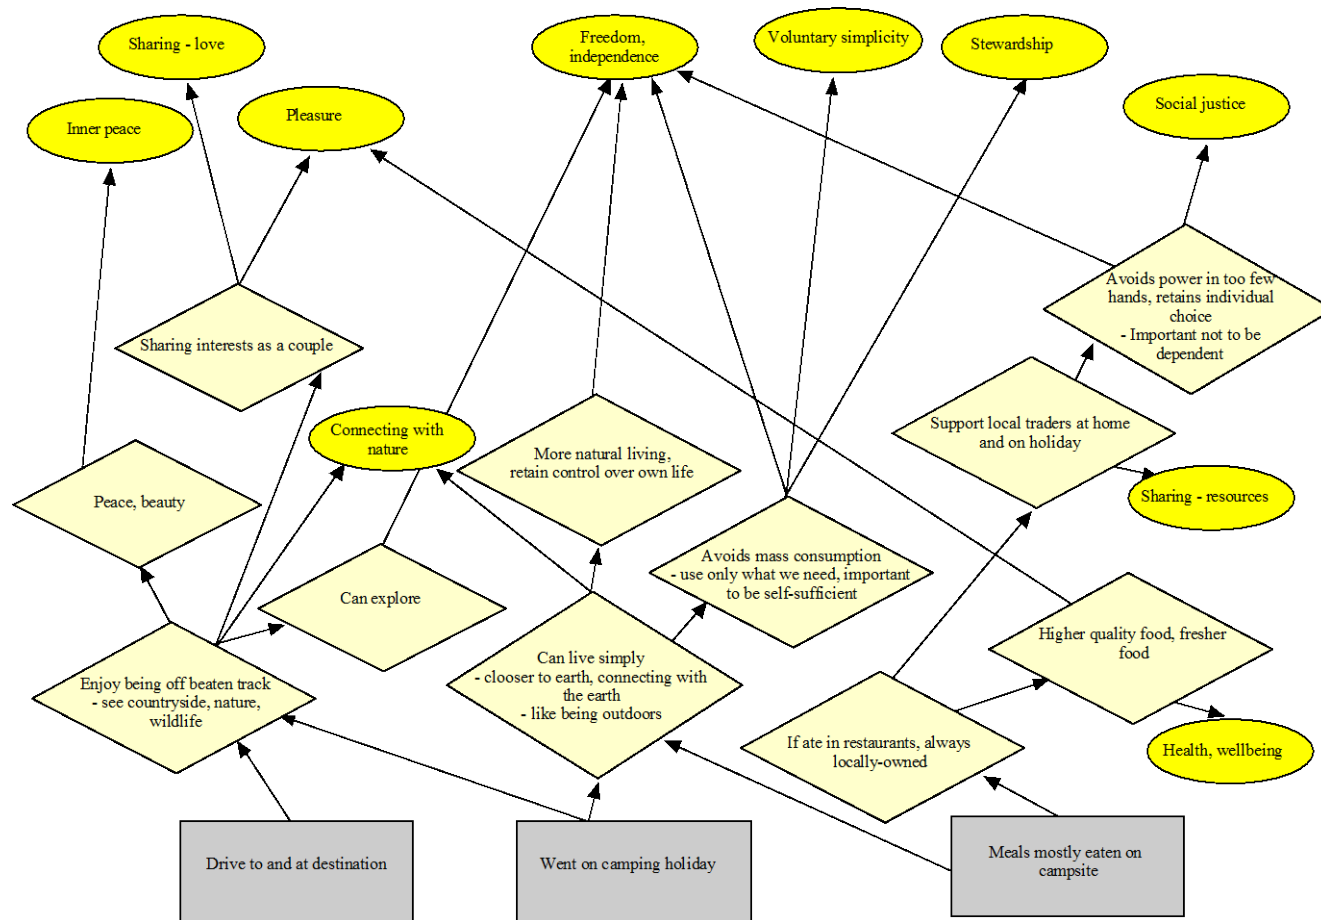 Sharing - love
Freedom,
independence
Voluntary simplicity
Stewardship
Inner peace
Pleasure
Social justice
Avoids power in too few
hands, retains individual
choice
- Important not to be
dependent
Sharing interests as a couple
Connecting with
nature
More natural living,
retain control over own life
Support local traders at home
and on holiday
Peace, beauty
Sharing - resources
Avoids mass consumption
- use only what we need, important
to be self-sufficient
Can explore
Higher quality food, fresher
food
Enjoy being off beaten track
- see countryside, nature,
wildlife
Can live simply
- clooser to earth, connecting with
the earth
- like being outdoors
If ate in restaurants, always
locally-owned
Health, wellbeing
Drive to and at destination
Went on camping holiday
Meals mostly eaten on
campsite